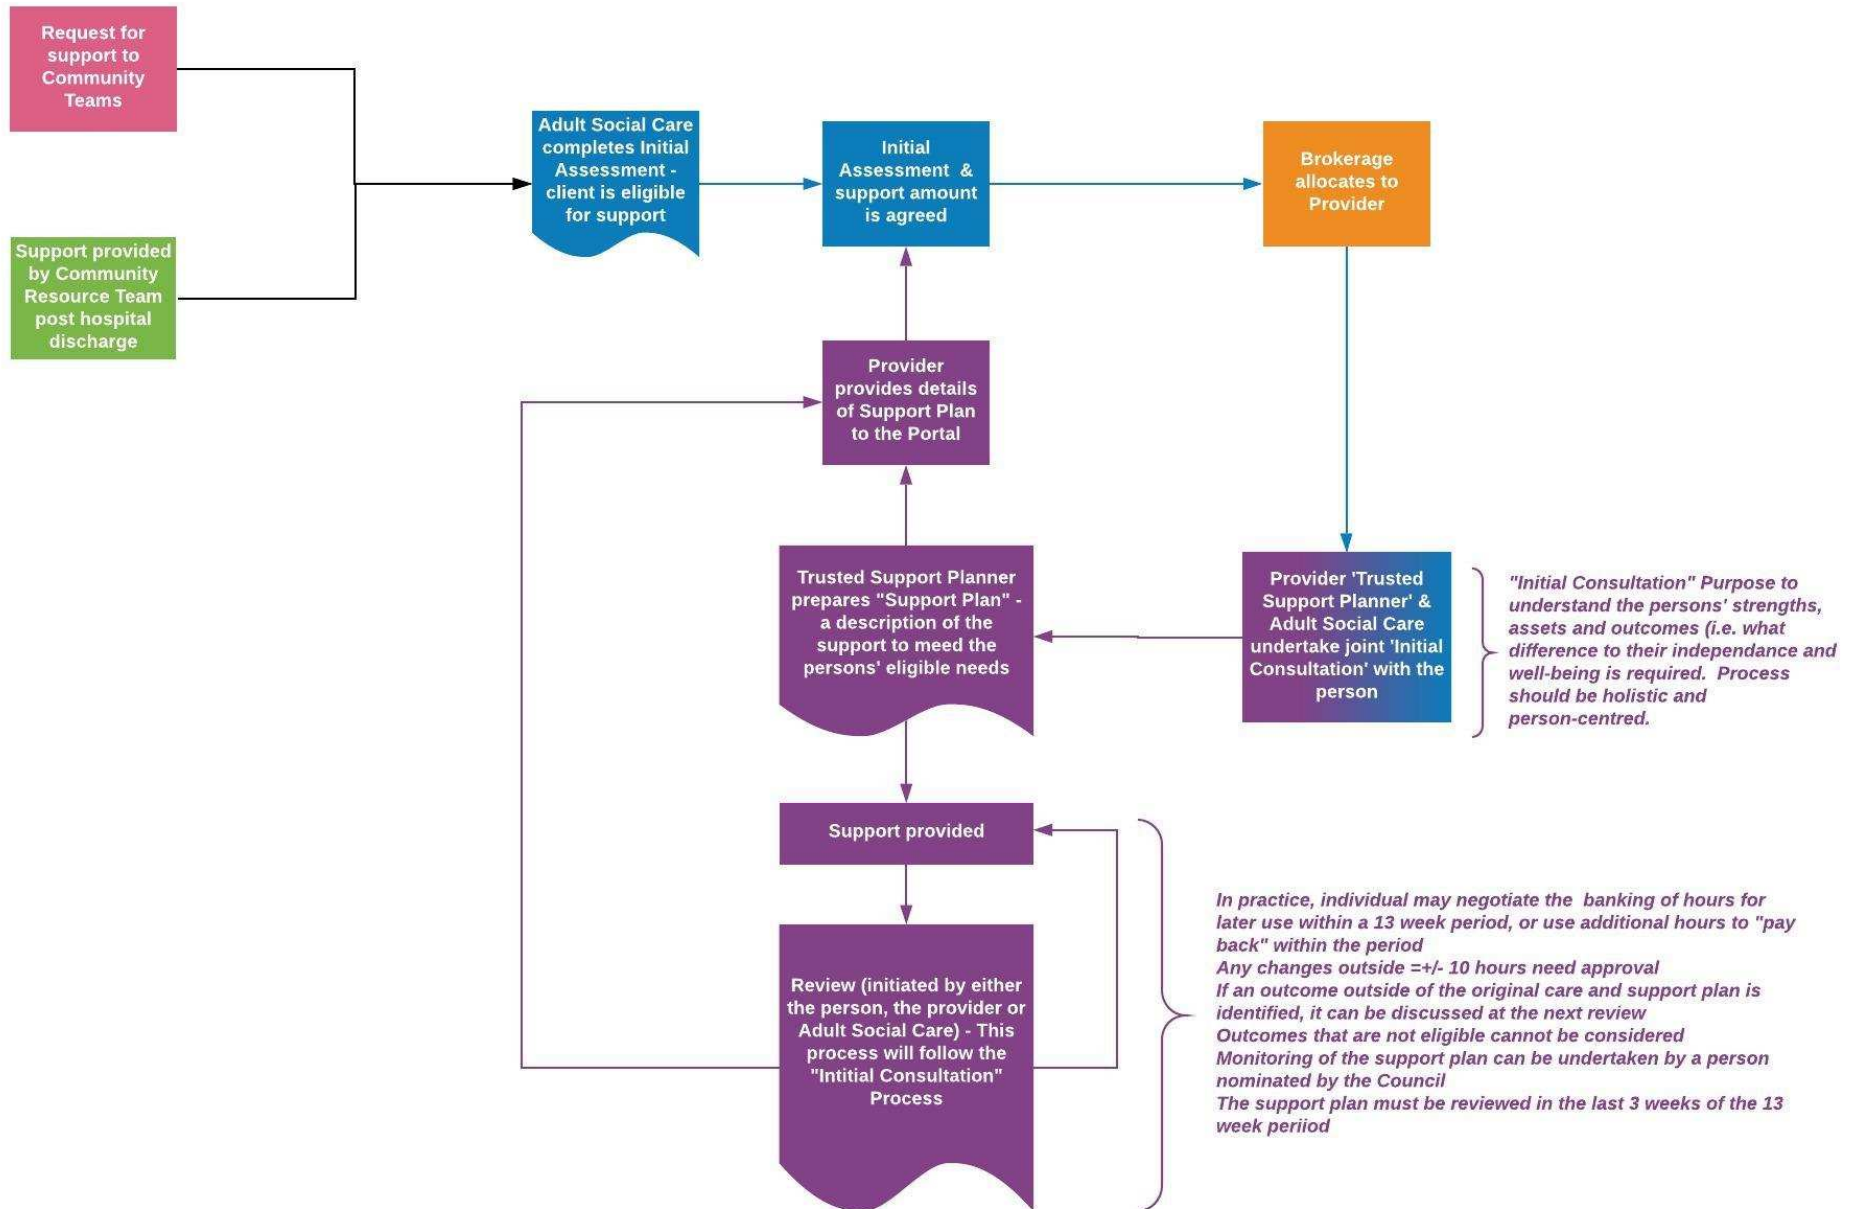 Request for
support to
Community
Teams
Support provided
by Community
Resource Team
post hospital
discharge
Adult Social Care
completes Initial
Assessment -
client is eligible
for support
Initial
Assessment &
support amount
is agreed
Brokerage
allocates to
Provider
Provider
provides details
of Support Plan
to the Portal
Trusted Support Planner
prepares "Support Plan" -
a description of the
support to meed the
persons' eligible needs
Provider 'Trusted
Support Planner' &
Adult Social Care
undertake joint 'Initial
Consultation' with the
person
"Initial Consultation" Purpose to
understand the persons' strengths,
assets and outcomes (i.e. what
difference to their independance and
well-being is required. Process
should be holistic and
person-centred.
Support provided
Review (initiated by either
the person, the provider or
Adult Social Care) - This
process will follow the
"Intitial Consultation"
Process
In practice, individual may negotiate the banking of hours for
later use within a 13 week period, or use additional hours to "pay
back" within the period
Any changes outside =+/- 10 hours need approval
If an outcome outside of the original care and support plan is
identified, it can be discussed at the next review
Outcomes that are not eligible cannot be considered
Monitoring of the support plan can be undertaken by a person
nominated by the Council
The support plan must be reviewed in the last 3 weeks of the 13
week periiod